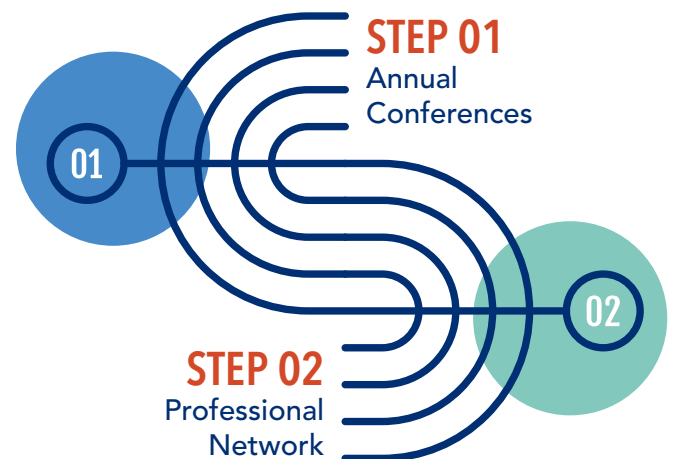 STEP 01
Annual
Conferences
01
02
STEP 02
Professional
Network